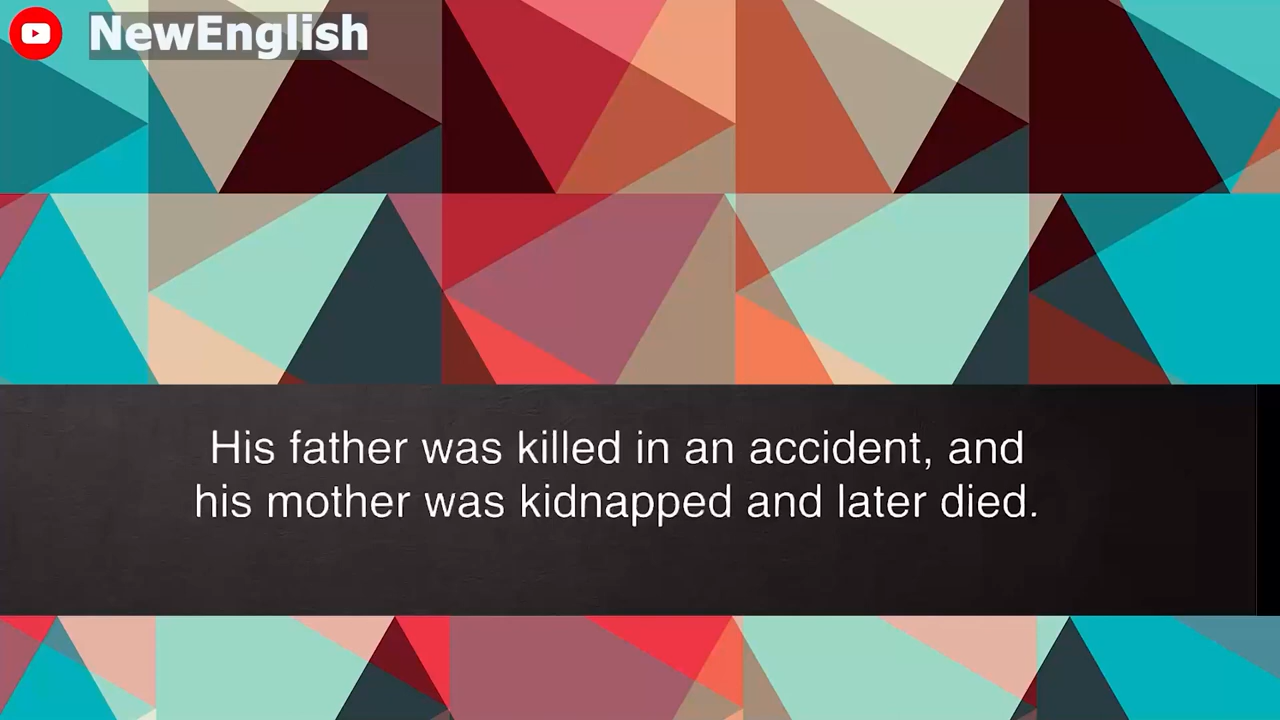 NewEnglish
His father was killed in an accident, and
his mother was kidnapped and later died.